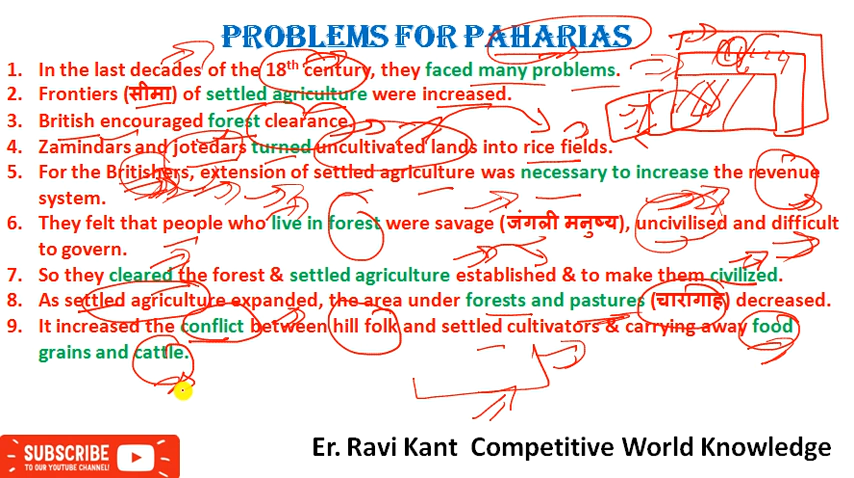 PROBLEMS FOR PAHARIAS
1. In the last decades of the 18th century, they faced many problems.
2. Frontiers (सीमा) of settled agriculture were increased.
3. British encouraged forest clearance.
4. Zamindars and jotedars turned uncultivated lands into rice fields.
5. For the Britishers, extension of settled agriculture was necessary to increase the revenue
system.
6. They felt that people who live in forest were savage (जंगली मनुष्य), uncivilised and difficult
to govern.
7. So they cleared the forest & settled agriculture established & to make them civilized.
8. As settled agriculture expanded, the area under forests and pastures (चारागाह) decreased.
9. It increased the conflict between hill folk and settled cultivators & carrying away food
grains and cattle.
SUBSCRIBE
TO OUR YOUTUBE CHANNEL!
Er. Ravi Kant Competitive World Knowledge